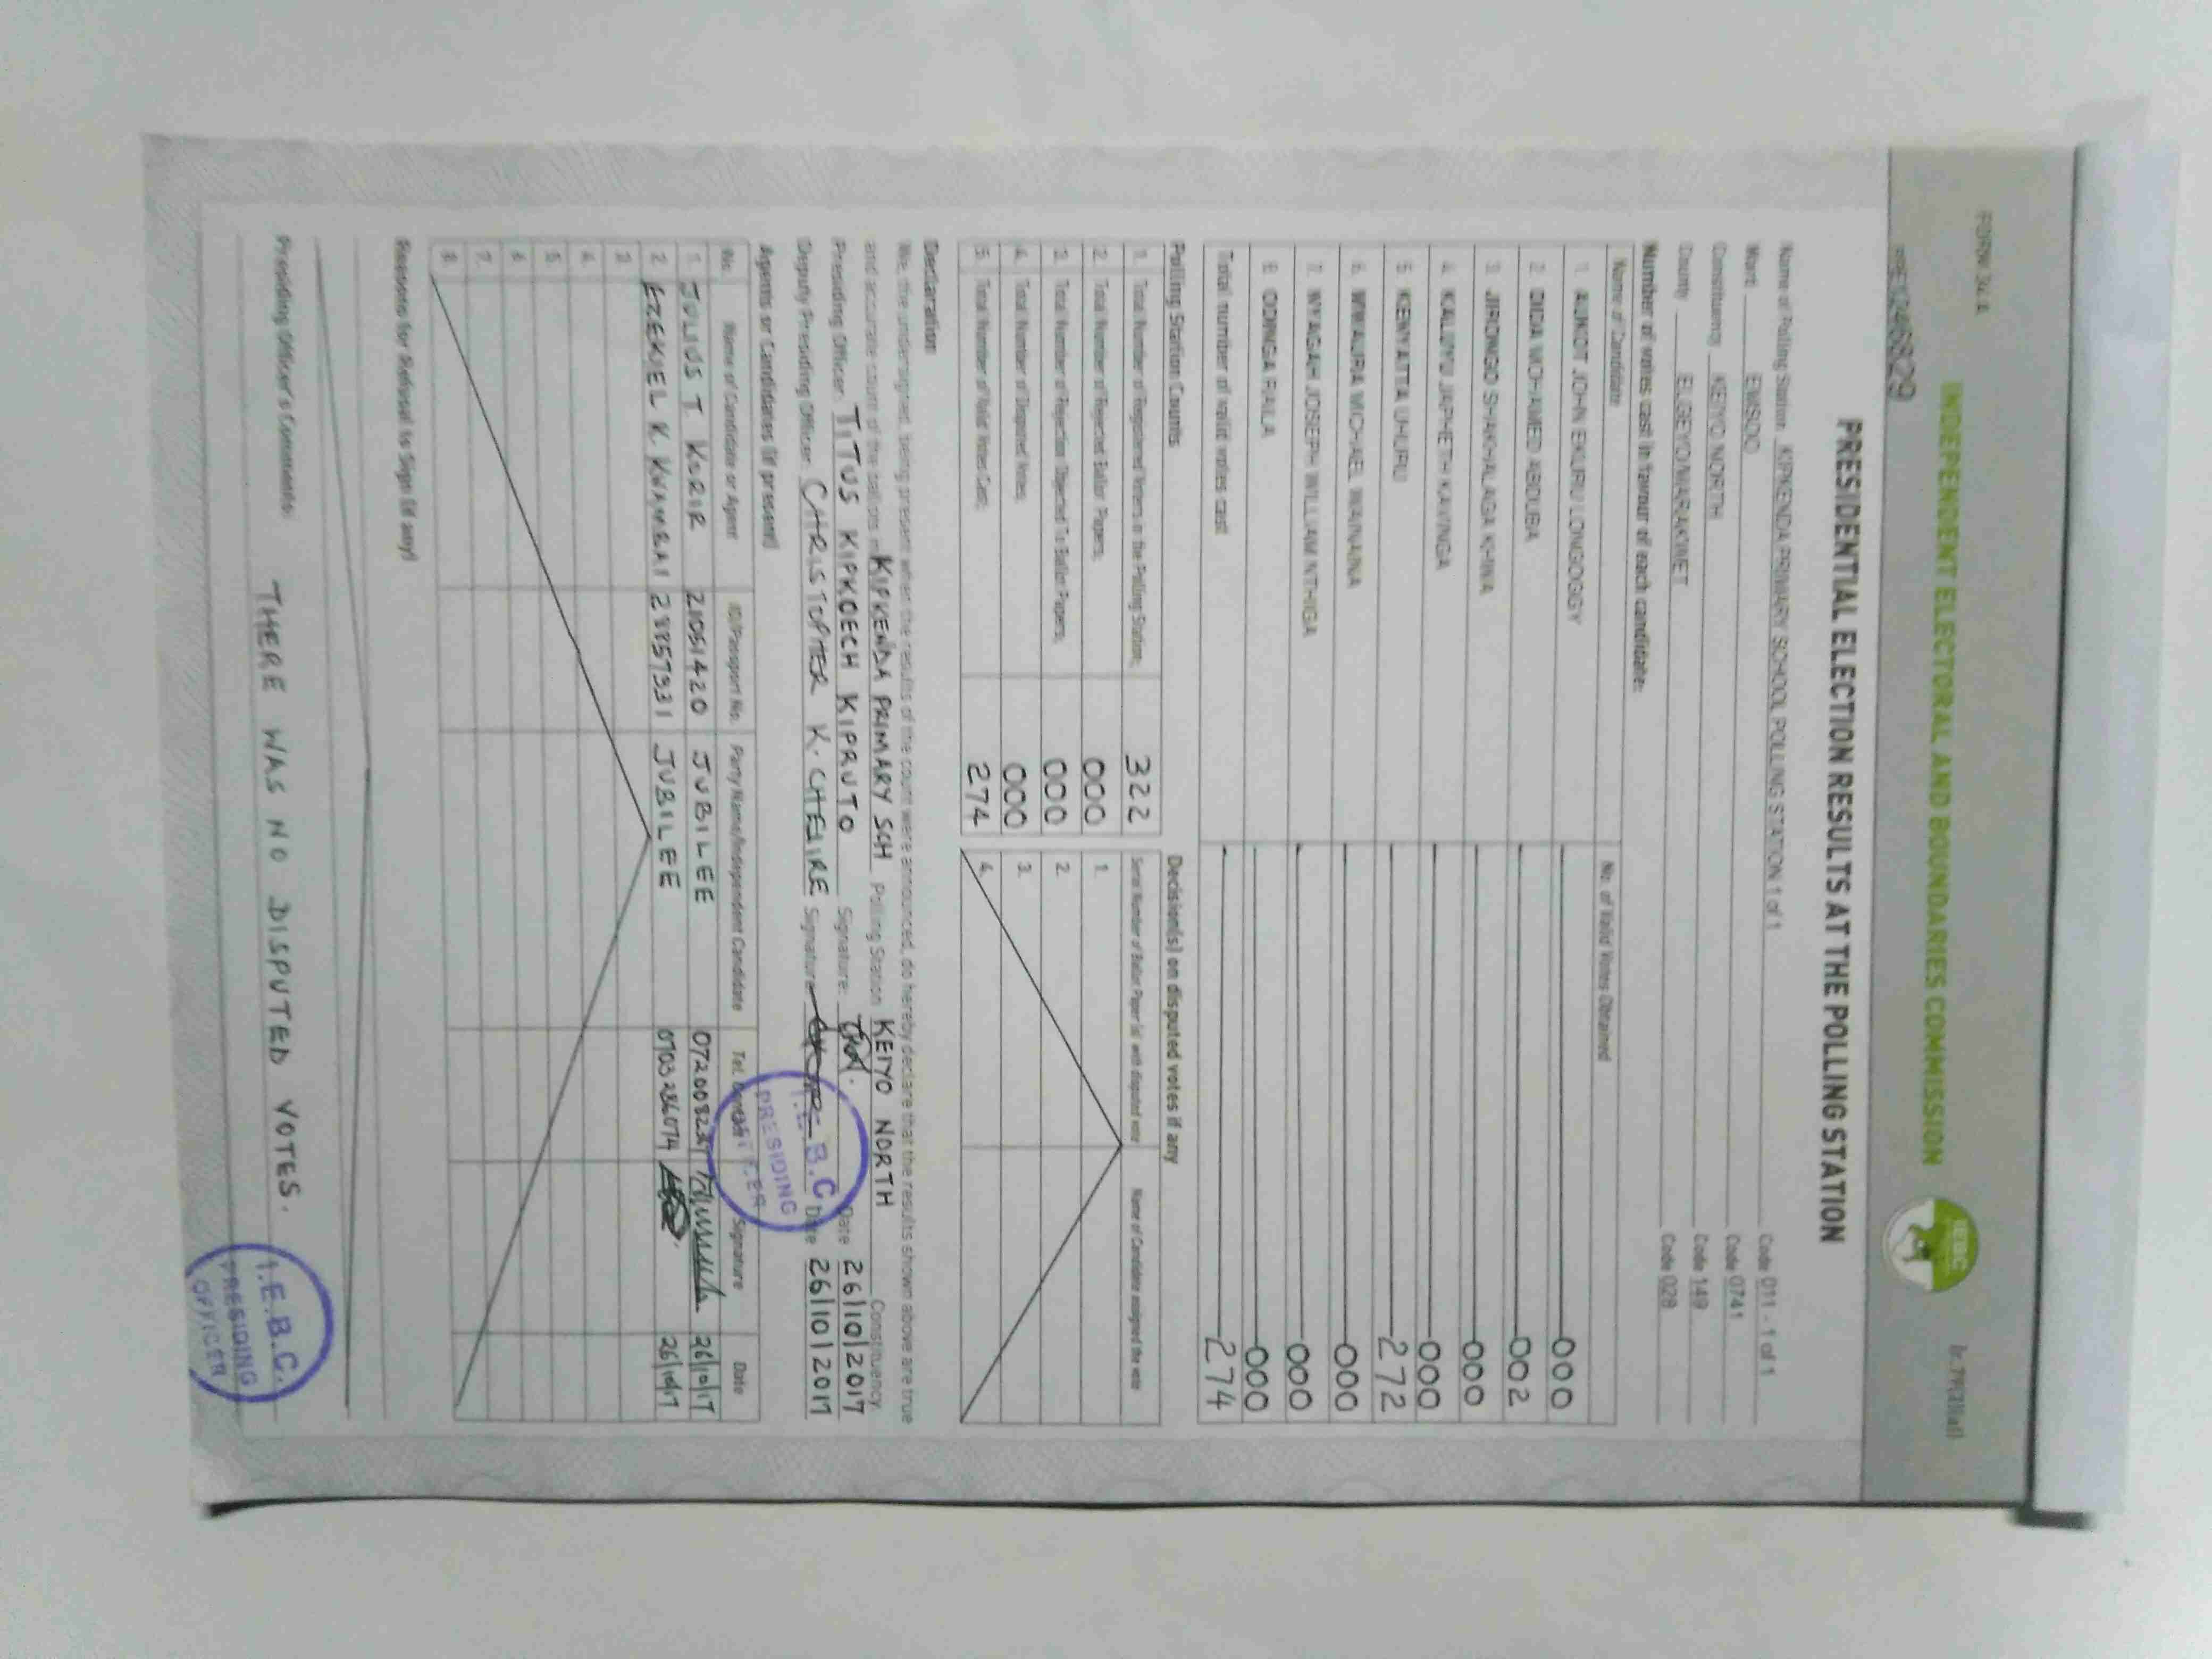 FORM 34 A
INDEPENDENT ELECTORAL AND BOUNDARIES COMMISSION
IEBC
PRESIDENTIAL ELECTION RESULTS AT THE POLLING STATION
Name of Polling Station KIPKENDA PRIMARY SCHOOL POLLING STATION 1 of 1 Code 011 - 1 of 1
Ward EMSOO Code 0741
Constituency KEIYO NORTH Code 149
County ELGEYO/MARAKWET Code 028
Number of votes cast in favour of each candidate:
Name of Candidate No. of Valid Votes Obtained
1. AUKOT JOHN EKURU LONGOGGY 000
2. DIDA MOHAMED ABDUBA 002
3. JIRONGO SHAKHALAGA KHWA 000
4. KALUYU JAPHETH KAVINGA 000
5. KENYATTA UHURU 272
6. MWAURA MICHAEL WAINAINA 000
7. NYAGAH JOSEPH WILLIAM NTHIGA 000
8. ODINGA RAILA 000
Total number of valid votes cast 274
Polling Station Counts
1. Total Number of Registered Voters in the Polling Station: 322
2. Total Number of Rejected Ballot Papers: 000
3. Total Number of Rejection Objected To Ballot Papers: 000
4. Total Number of Disputed Votes: 000
5. Total Number of Valid Votes Cast: 274
Decision(s) on disputed votes if any
Serial Number of Ballot Paper (s) with disputed vote Name of Candidate assigned the vote
1.
2.
3.
4.
Declaration
We, the undersigned, being present when the results of the count were announced, do hereby declare that the results shown above are true
and accurate count of the ballots in KIPKENDA PRIMARY SCH Polling Station KEIYO NORTH Constituency.
Presiding Officer: TITUS KIPKOECH KIPRUTO Signature: Date 26/10/2017
Deputy Presiding Officer: CHRISTOPHER K. Signature: Date 26/10/2017
I.E.B.C
PRESIDING
OFFICER
Agents or Candidates (if present)
No. Name of Candidate or Agent ID/Passport No. Party Name/Independent Candidate Tel. Contact Signature Date
1. JULIUS T. KORIR 21051420 JUBILEE 26/10/17
2. EZEKIEL K. KWAMBAI JUBILEE 0703286074 26/10/17
3.
4.
5.
6.
7.
8.
Reasons for Refusal to Sign (if any)
Presiding Officer's Comments:
THERE WAS NO DISPUTED VOTES.
I.E.B.C.
PRESIDING
OFFICER